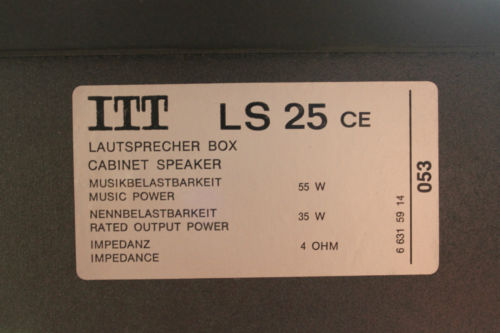 ITT LS 25 CE
LAUTSPRECHER BOX
CABINET SPEAKER
MUSIKBELASTBARKEIT
MUSIC POWER 55 W
NENNBELASTBARKEIT
RATED OUTPUT POWER 35 W
IMPEDANZ 4 OHM
IMPEDANCE
6 631 59 14
053